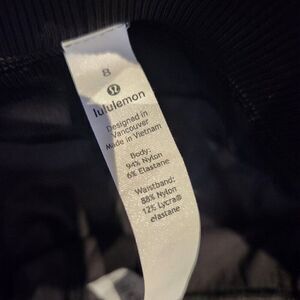 8
lululemon
Designed in
Vancouver
Made in Vietnam
Body:
94% Nylon
6% Elastane
Waistband:
88% Nylon
12% Lycra®
elastane